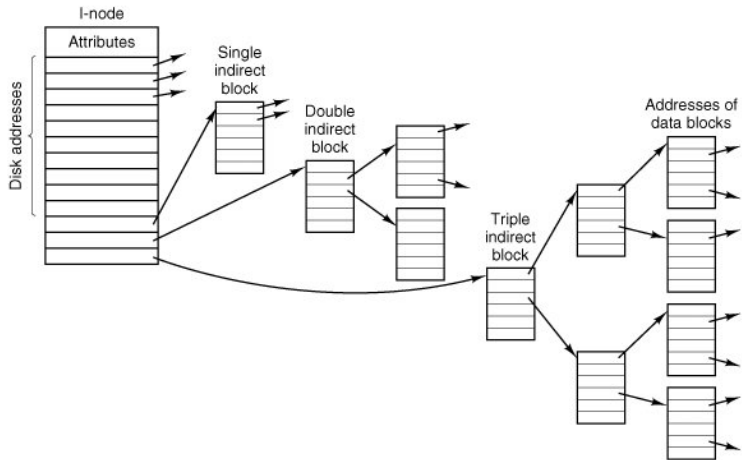 I-node
Attributes
Disk addresses
Single
indirect
block
Double
indirect
block
Triple
indirect
block
Addresses of
data blocks